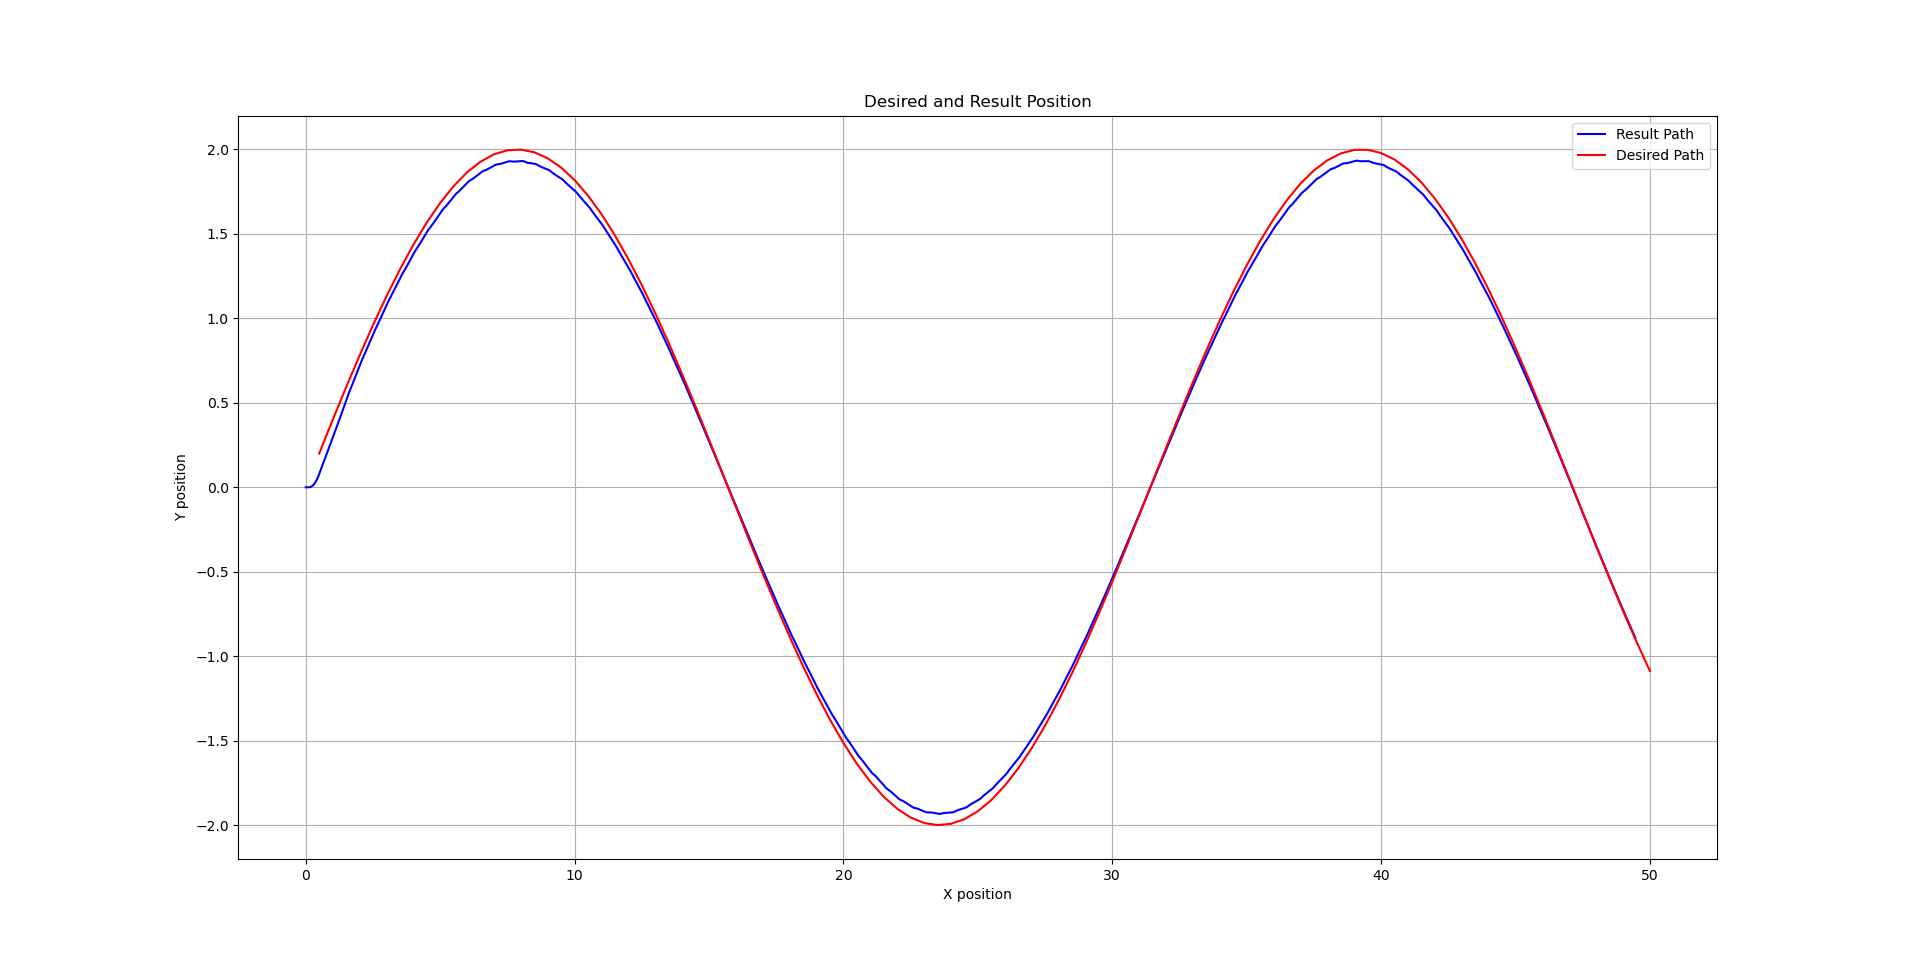 Desired and Result Position
Result Path
Desired Path
2.0
1.5
1.0
0.5
0.0
−0.5
−1.0
−1.5
−2.0
Y position
0 10 20 30 40 50
X position